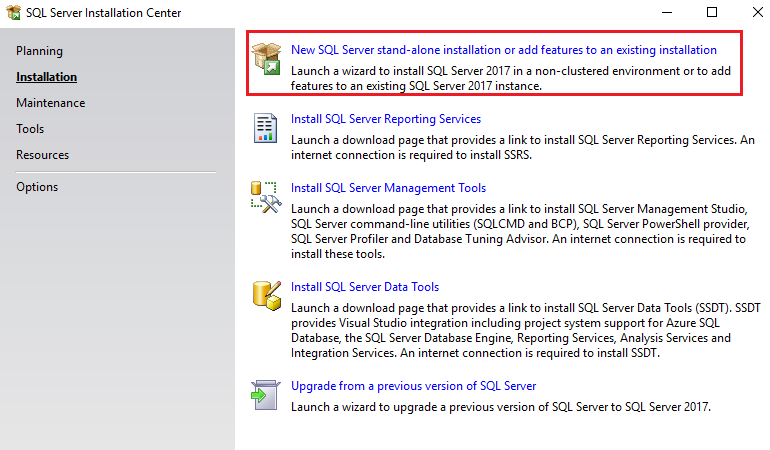 SQL Server Installation Center
Planning
Installation
Maintenance
Tools
Resources
Options
New SQL Server stand-alone installation or add features to an existing installation
Launch a wizard to install SQL Server 2017 in a non-clustered environment or to add
features to an existing SQL Server 2017 instance.
Install SQL Server Reporting Services
Launch a download page that provides a link to install SQL Server Reporting Services. An
internet connection is required to install SSRS.
Install SQL Server Management Tools
Launch a download page that provides a link to install SQL Server Management Studio,
SQL Server command-line utilities (SQLCMD and BCP), SQL Server PowerShell provider,
SQL Server Profiler and Database Tuning Advisor. An internet connection is required to
install these tools.
Install SQL Server Data Tools
Launch a download page that provides a link to install SQL Server Data Tools (SSDT). SSDT
provides Visual Studio integration including project system support for Azure SQL
Database, the SQL Server Database Engine, Reporting Services, Analysis Services and
Integration Services. An internet connection is required to install SSDT.
Upgrade from a previous version of SQL Server
Launch a wizard to upgrade a previous version of SQL Server to SQL Server 2017.